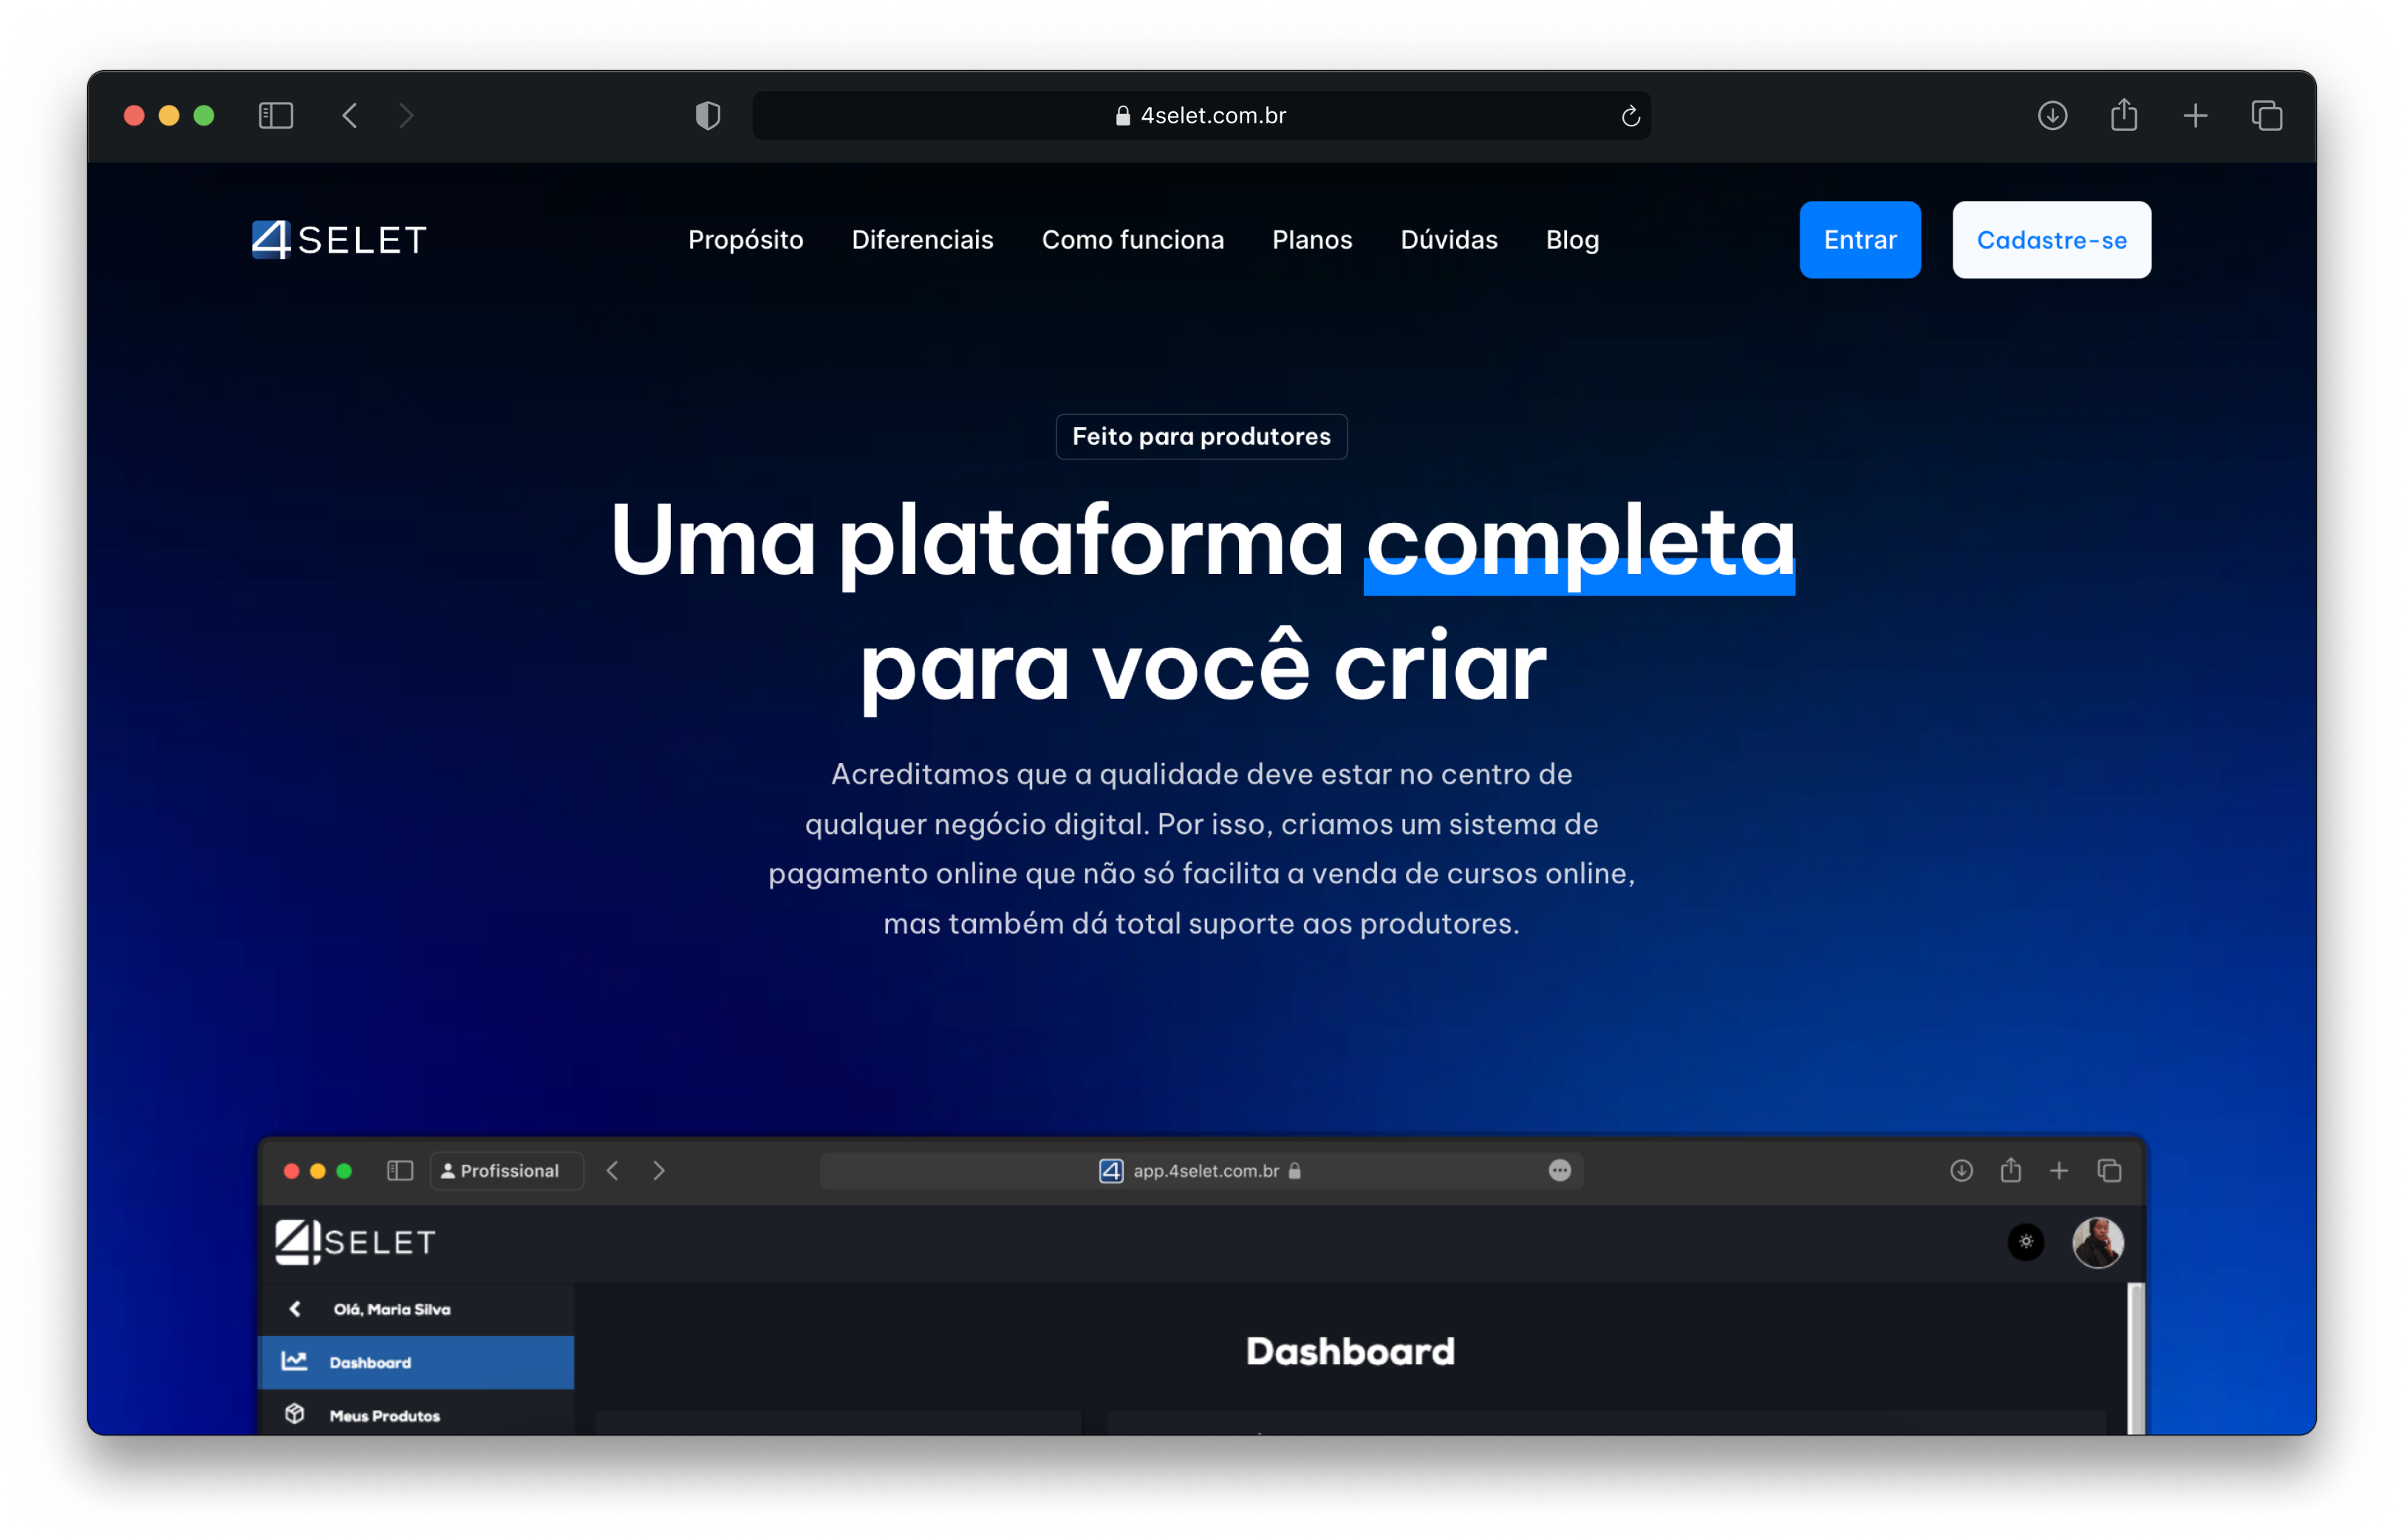 4selet.com.br
4SELET
Propósito Diferenciais Como funciona Planos Dúvidas Blog
Entrar Cadastre-se
Feito para produtores
Uma plataforma completa
para você criar
Acreditamos que a qualidade deve estar no centro de
qualquer negócio digital. Por isso, criamos um sistema de
pagamento online que não só facilita a venda de cursos online,
mas também dá total suporte aos produtores.
Profissional
4 app.4selet.com.br
4SELET
Olá, Maria Silva
Dashboard
Dashboard
Meus Produtos